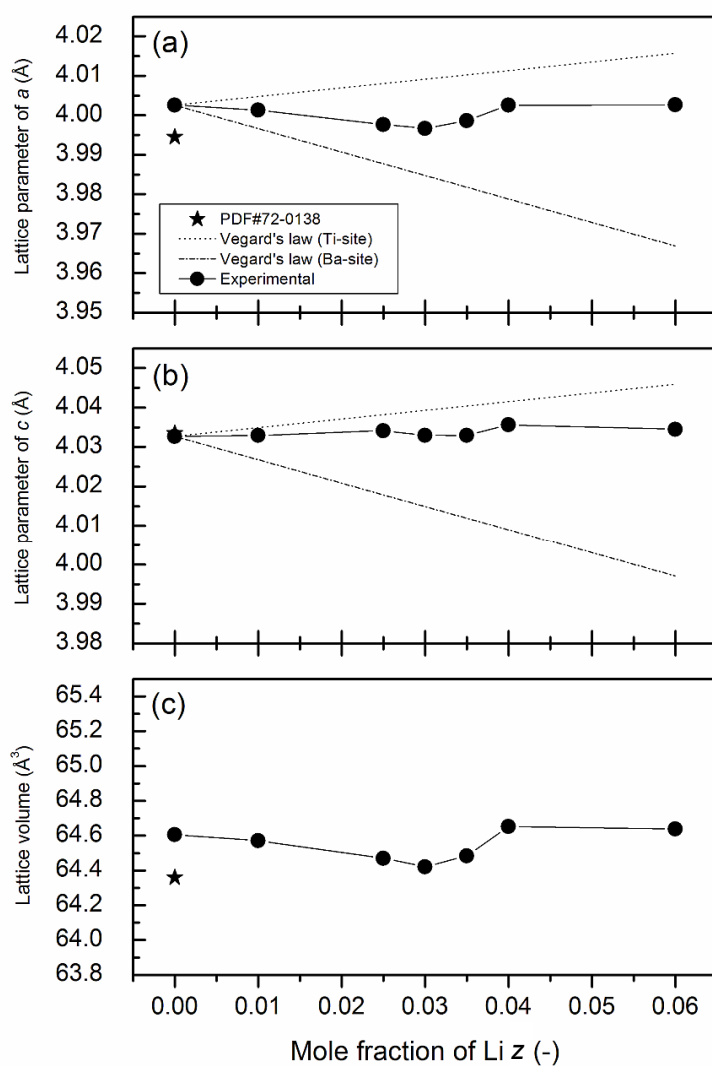 (a)
4.02
4.01
4.00
3.99
3.98
3.97
3.96
3.95
Lattice parameter of a (Å)
PDF#72-0138
Vegard's law (Ti-site)
Vegard's law (Ba-site)
Experimental
(b)
4.05
4.04
4.03
4.02
4.01
4.00
3.99
3.98
Lattice parameter of c (Å)
(c)
65.4
65.2
65.0
64.8
64.6
64.4
64.2
64.0
63.8
Lattice volume (Å³)
0.00 0.01 0.02 0.03 0.04 0.05 0.06
Mole fraction of Li z (-)